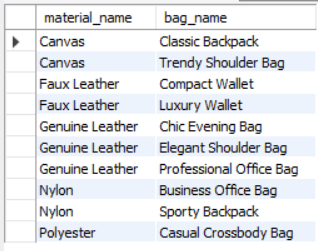 material_name bag_name
Canvas Classic Backpack
Canvas Trendy Shoulder Bag
Faux Leather Compact Wallet
Faux Leather Luxury Wallet
Genuine Leather Chic Evening Bag
Genuine Leather Elegant Shoulder Bag
Genuine Leather Professional Office Bag
Nylon Business Office Bag
Nylon Sporty Backpack
Polyester Casual Crossbody Bag